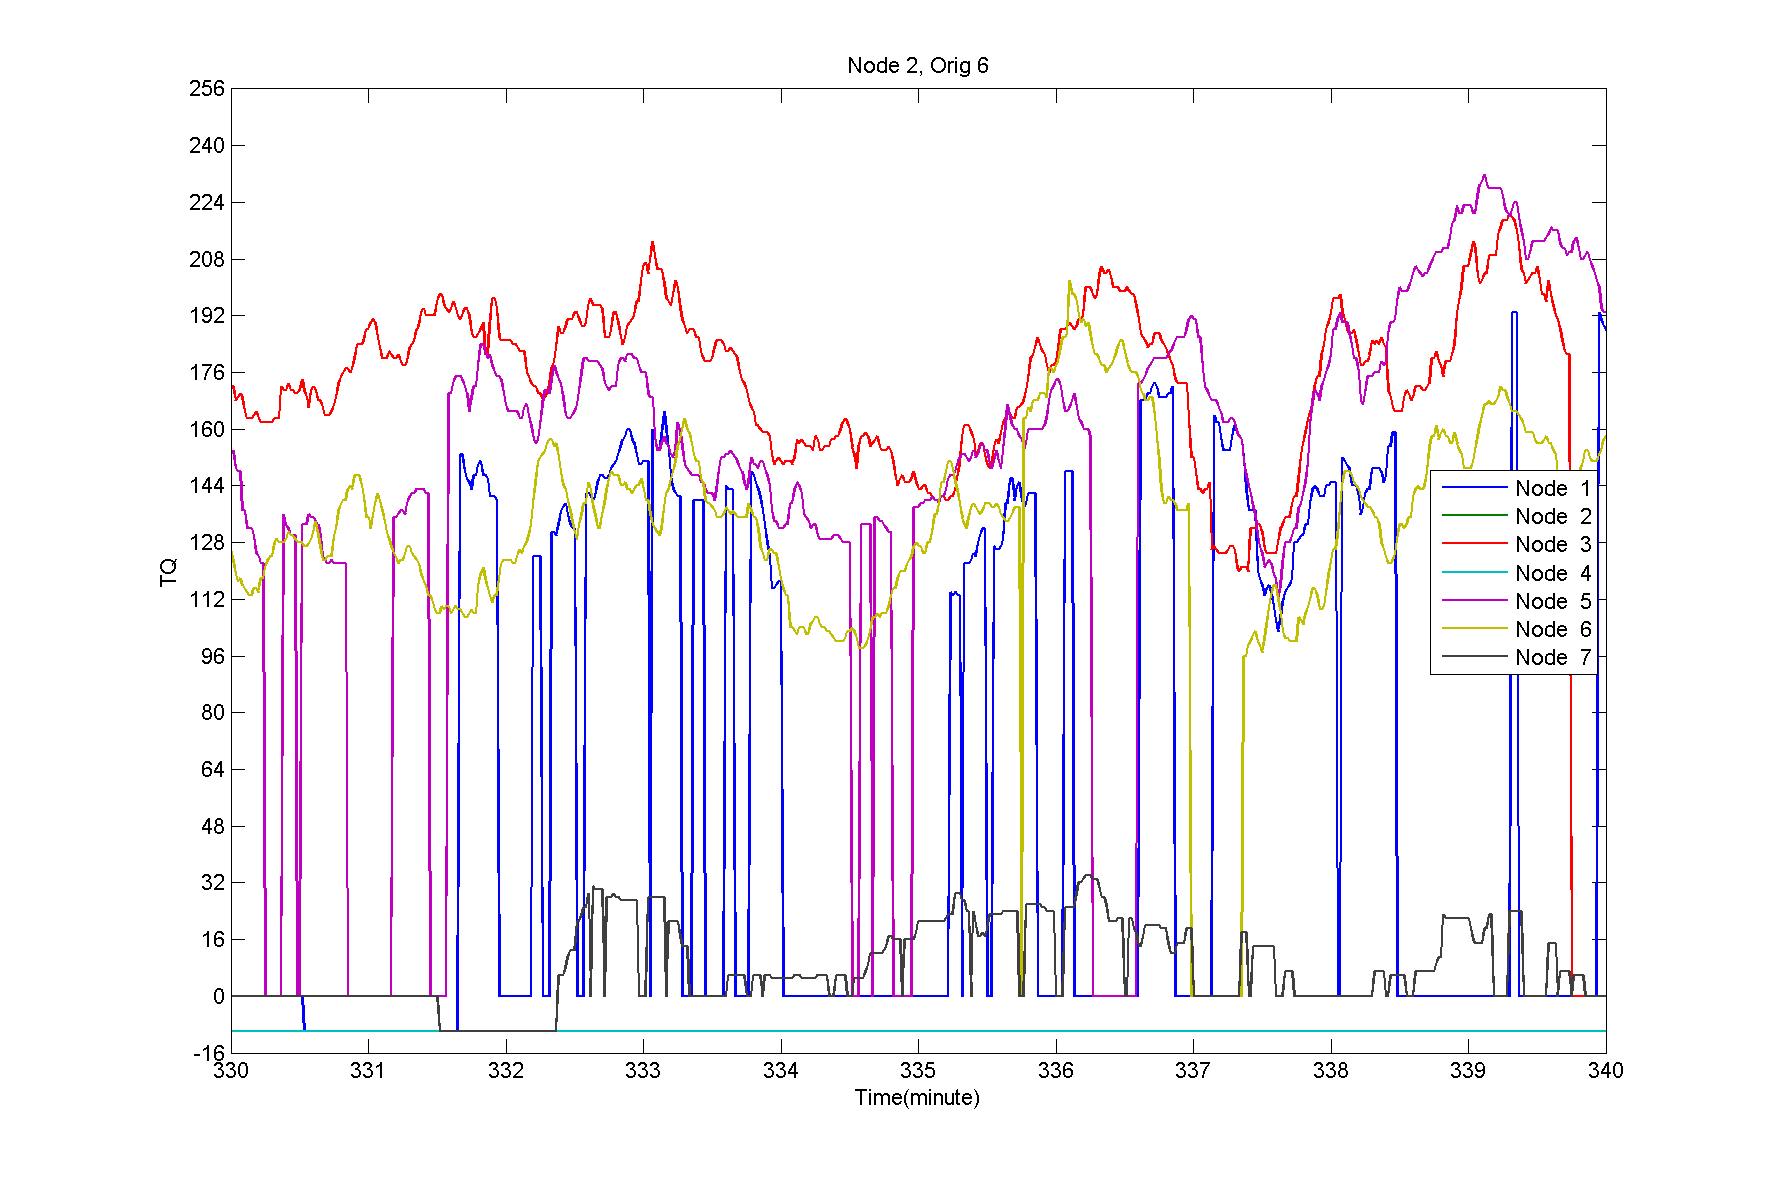 Node 2, Orig 6
256
240
224
208
192
176
160
144
128
112
96
80
64
48
32
16
0
-16
TQ
330 331 332 333 334 335 336 337 338 339 340
Time(minute)
Node 1
Node 2
Node 3
Node 4
Node 5
Node 6
Node 7